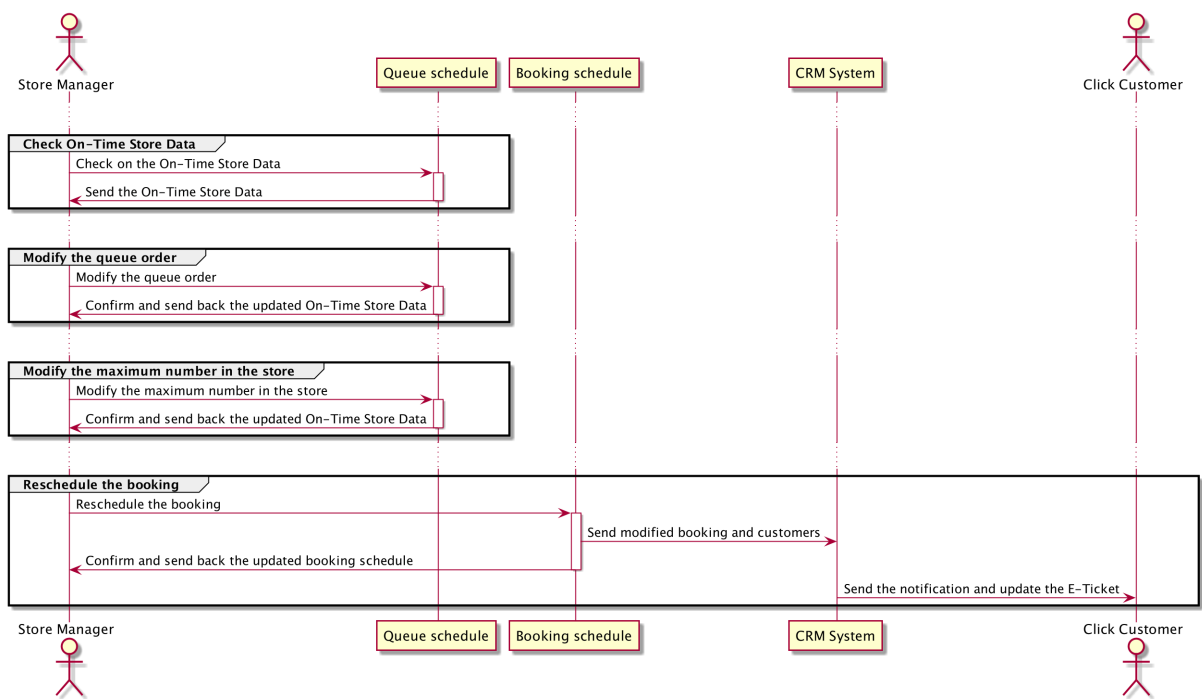 Store Manager
Queue schedule
Booking schedule
CRM System
Click Customer
Check On-Time Store Data
Check on the On-Time Store Data
Send the On-Time Store Data
Modify the queue order
Modify the queue order
Confirm and send back the updated On-Time Store Data
Modify the maximum number in the store
Modify the maximum number in the store
Confirm and send back the updated On-Time Store Data
Reschedule the booking
Reschedule the booking
Send modified booking and customers
Confirm and send back the updated booking schedule
Send the notification and update the E-Ticket
Store Manager
Queue schedule
Booking schedule
CRM System
Click Customer